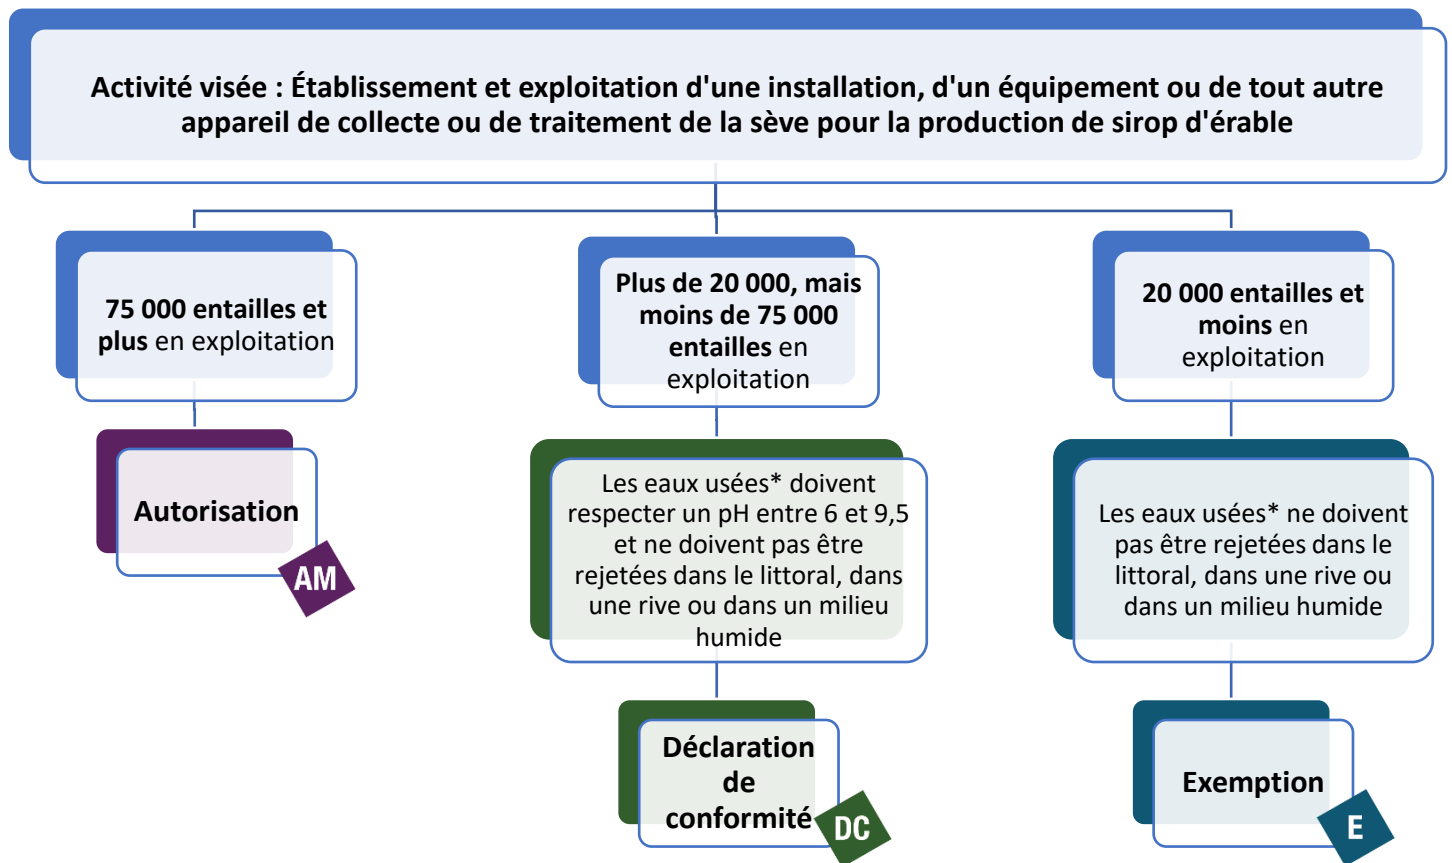 Activité visée : Établissement et exploitation d'une installation, d'un équipement ou de tout autre
appareil de collecte ou de traitement de la sève pour la production de sirop d'érable
75 000 entailles et
plus en exploitation
Autorisation
AM
Plus de 20 000, mais
moins de 75 000
entailles en
exploitation
Les eaux usées* doivent
respecter un pH entre 6 et 9,5
et ne doivent pas être
rejetées dans le littoral, dans
une rive ou dans un milieu
humide
Déclaration
de
conformité
DC
20 000 entailles et
moins en
exploitation
Les eaux usées* ne doivent
pas être rejetées dans le
littoral, dans une rive ou
dans un milieu humide
Exemption
E